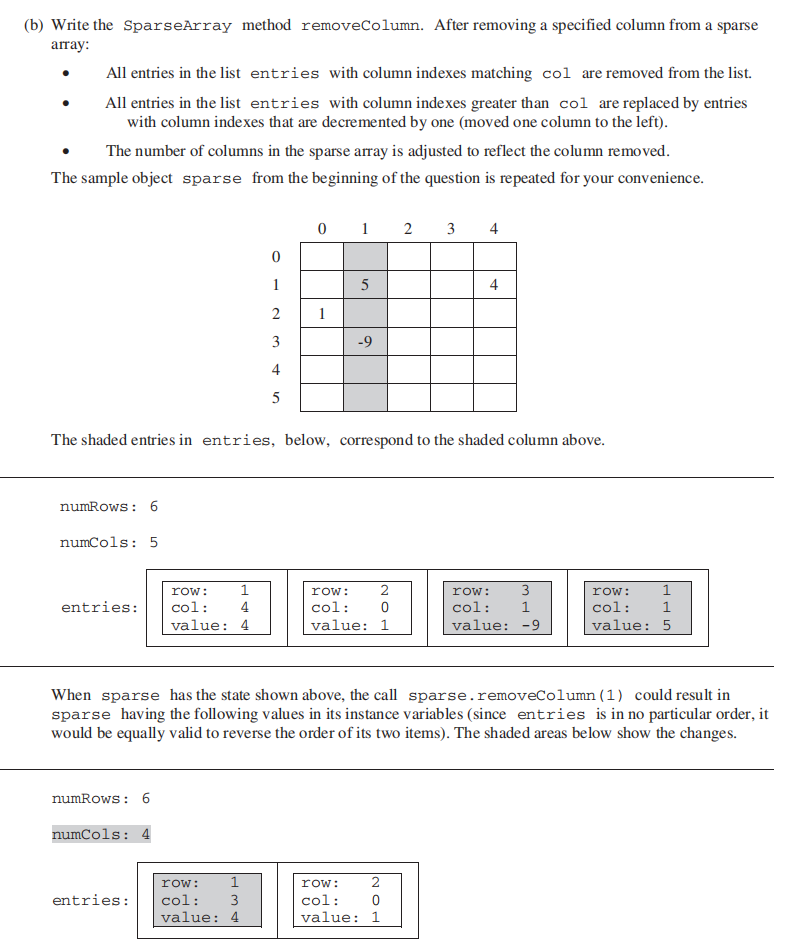 (b) Write the SparseArray method removeColumn. After removing a specified column from a sparse
array:
• All entries in the list entries with column indexes matching col are removed from the list.
• All entries in the list entries with column indexes greater than col are replaced by entries
with column indexes that are decremented by one (moved one column to the left).
• The number of columns in the sparse array is adjusted to reflect the column removed.
The sample object sparse from the beginning of the question is repeated for your convenience.
0 1 2 3 4
0
1 5 4
2 1
3 -9
4
5
The shaded entries in entries, below, correspond to the shaded column above.
numRows: 6
numCols: 5
row: 1 row: 2 row: 3 row: 1
entries: col: 4 col: 0 col: 1 col: 1
value: 4 value: 1 value: -9 value: 5
When sparse has the state shown above, the call sparse.removeColumn(1) could result in
sparse having the following values in its instance variables (since entries is in no particular order, it
would be equally valid to reverse the order of its two items). The shaded areas below show the changes.
numRows: 6
numCols: 4
row: 1 row: 2
entries: col: 3 col: 0
value: 4 value: 1